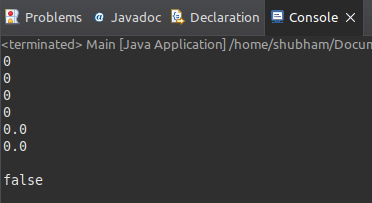 Problems @ Javadoc Declaration Console
<terminated> Main [Java Application] /home/shubham/Docum
0
0
0
0
0.0
0.0
false